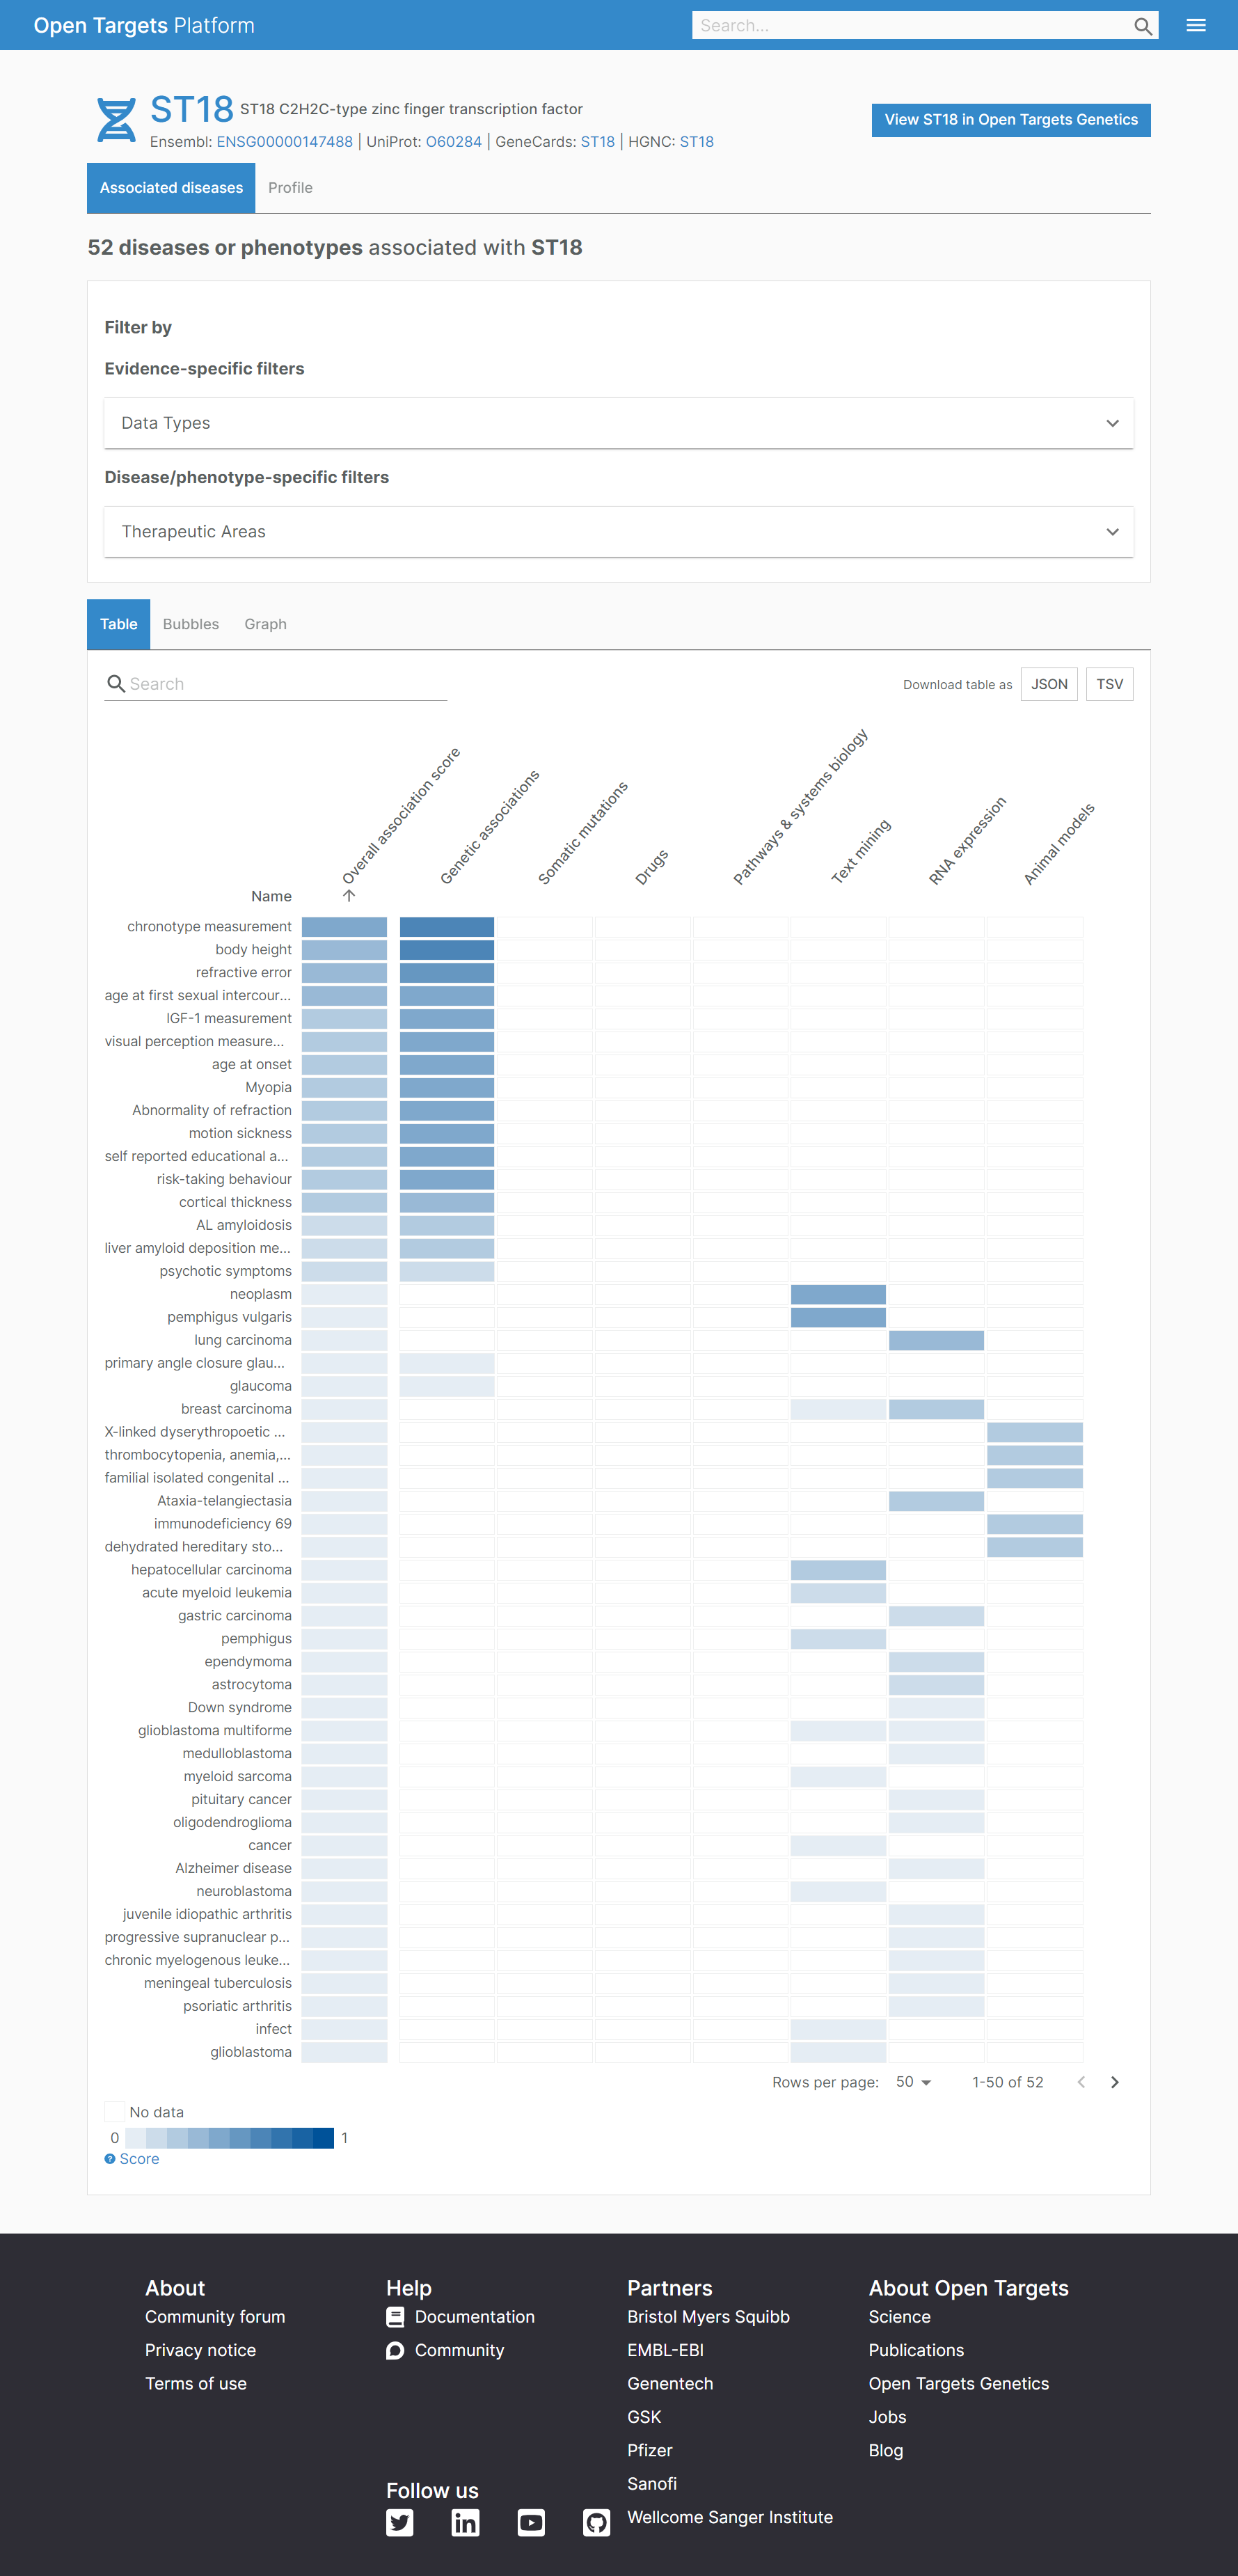 Open Targets Platform
Search...
ST18 ST18 C2H2C-type zinc finger transcription factor
View ST18 in Open Targets Genetics
Ensembl: ENSG00000147488 | UniProt: O60284 | GeneCards: ST18 | HGNC: ST18
Associated diseases Profile
52 diseases or phenotypes associated with ST18
Filter by
Evidence-specific filters
Data Types
Disease/phenotype-specific filters
Therapeutic Areas
Table Bubbles Graph
Search
Download table as JSON TSV
Name
Overall association score
Genetic associations
Somatic mutations
Drugs
Pathways & systems biology
Text mining
RNA expression
Animal models
chronotype measurement
body height
refractive error
age at first sexual intercour...
IGF-1 measurement
visual perception measure...
age at onset
Myopia
Abnormality of refraction
motion sickness
self reported educational a...
risk-taking behaviour
cortical thickness
AL amyloidosis
liver amyloid deposition me...
psychotic symptoms
neoplasm
pemphigus vulgaris
lung carcinoma
primary angle closure glau...
glaucoma
breast carcinoma
X-linked dyserythropoetic ...
thrombocytopenia, anemia,...
familial isolated congenital ...
Ataxia-telangiectasia
immunodeficiency 69
dehydrated hereditary sto...
hepatocellular carcinoma
acute myeloid leukemia
gastric carcinoma
pemphigus
ependymoma
astrocytoma
Down syndrome
glioblastoma multiforme
medulloblastoma
myeloid sarcoma
pituitary cancer
oligodendroglioma
cancer
Alzheimer disease
neuroblastoma
juvenile idiopathic arthritis
progressive supranuclear p...
chronic myelogenous leuke...
meningeal tuberculosis
psoriatic arthritis
infect
glioblastoma
Rows per page: 50 1-50 of 52
No data
0 1
? Score
About
Community forum
Privacy notice
Terms of use
Help
Documentation
Community
Follow us
Partners
Bristol Myers Squibb
EMBL-EBI
Genentech
GSK
Pfizer
Sanofi
Wellcome Sanger Institute
About Open Targets
Science
Publications
Open Targets Genetics
Jobs
Blog